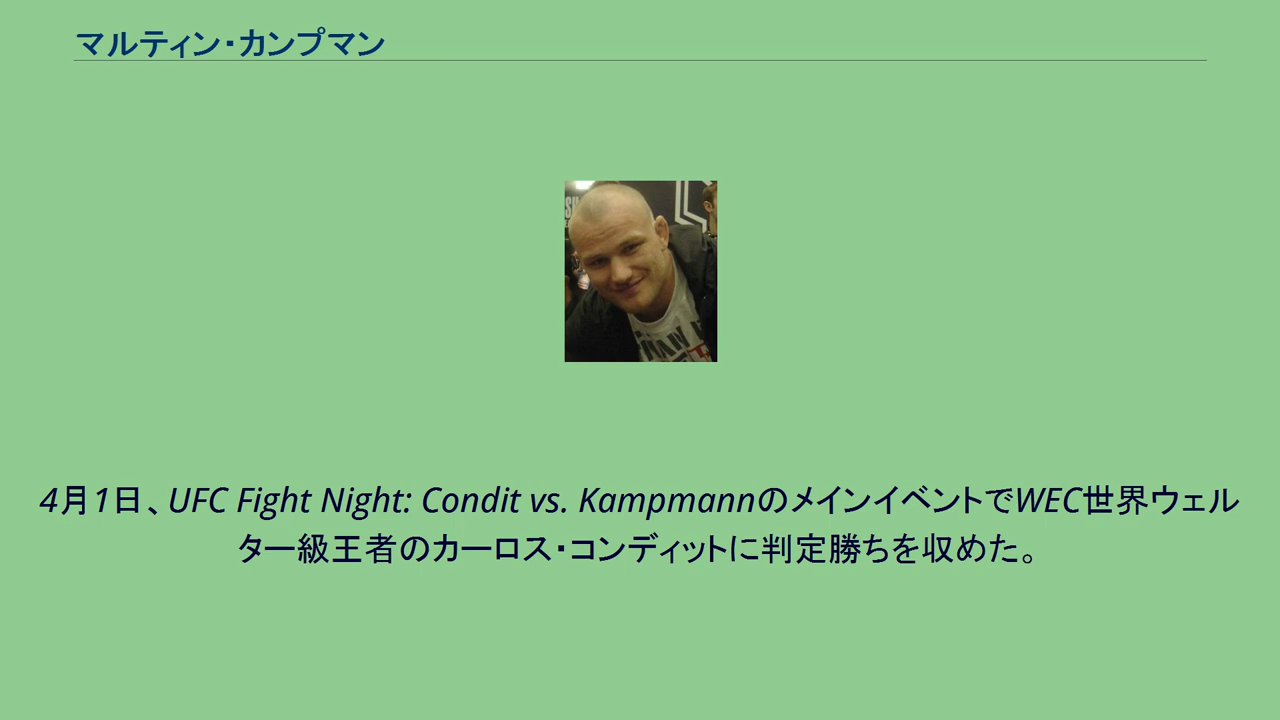 マルティン・カンプマン
4月1日、UFC Fight Night: Condit vs. KampmannのメインイベントでWEC世界ウェル
ター級王者のカーロス・コンディットに判定勝ちを収めた。